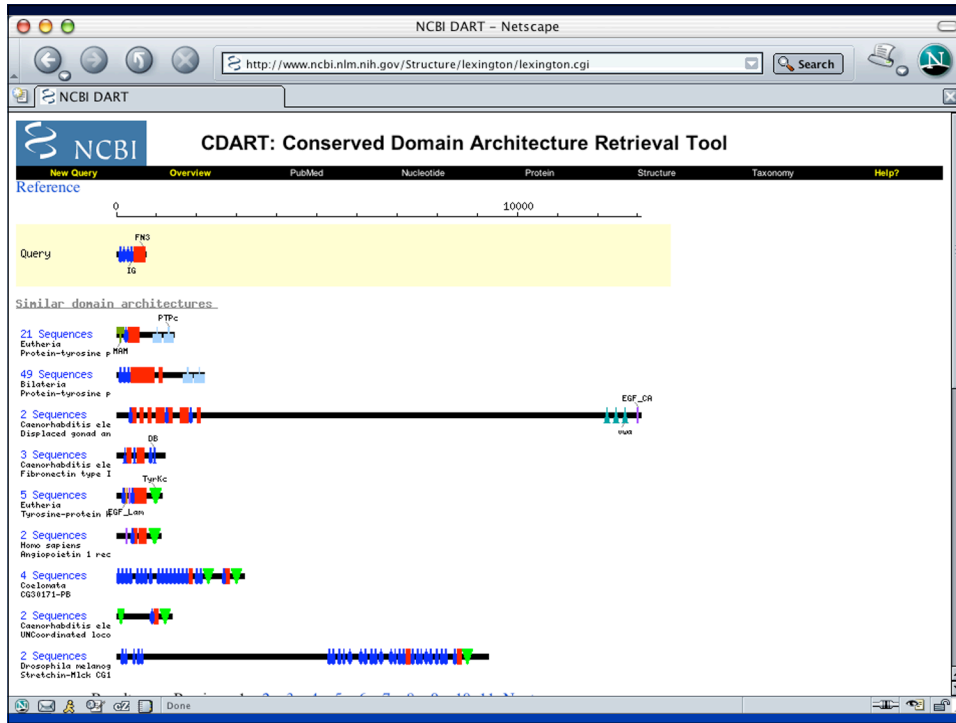 NCBI DART - Netscape
http://www.ncbi.nlm.nih.gov/Structure/lexington/lexington.cgi
Search
N
NCBI DART
NCBI
CDART: Conserved Domain Architecture Retrieval Tool
New Query Overview PubMed Nucleotide Protein Structure Taxonomy Help?
Reference
0 10000
FN3
Query
IG
Similar domain architectures
PTPc
21 Sequences
Eutheria
Protein-tyrosine p
MAM
49 Sequences
Bilateria
Protein-tyrosine p
EGF_CA
2 Sequences
Caenorhabditis ele
Displaced gonad an
vwa
DB
3 Sequences
Caenorhabditis ele
Fibronectin type I
TyrKc
5 Sequences
Eutheria
Tyrosine-protein
EGF_Lam
2 Sequences
Homo sapiens
Angiopoietin 1 rec
4 Sequences
Coelomata
CG30171-PB
2 Sequences
Caenorhabditis ele
UNCoordinated loco
2 Sequences
Drosophila melanog
Stretchin-Mlck CG1
Done